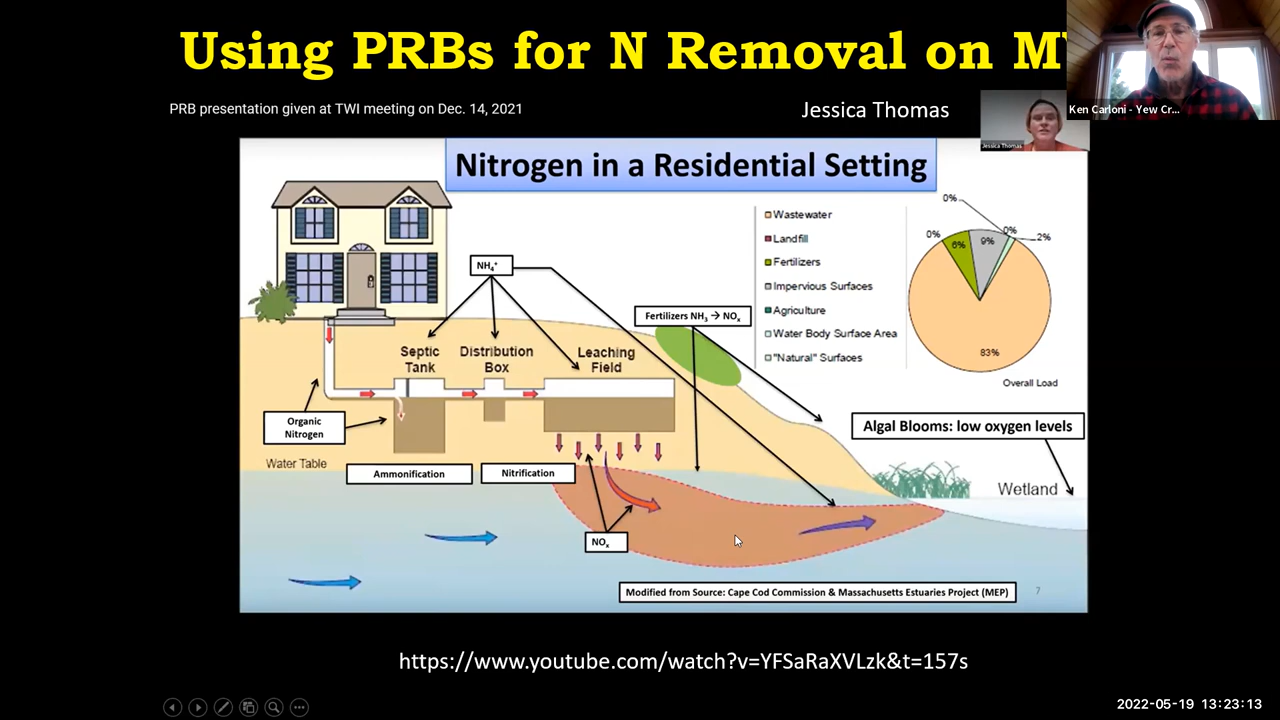 Using PRBs for N Removal on M
Ken Carloni - Yew Cr...
PRB presentation given at TWI meeting on Dec. 14, 2021
Jessica Thomas
Jessica Thomas
Nitrogen in a Residential Setting
Wastewater
Landfill
Fertilizers
Impervious Surfaces
Agriculture
Water Body Surface Area
"Natural" Surfaces
0%
0%
6%
9%
0%
2%
83%
Overall Load
NH₄⁺
Fertilizers NH₃ → NOₓ
Septic
Tank
Distribution
Box
Leaching
Field
Organic
Nitrogen
Algal Blooms: low oxygen levels
Water Table
Ammonification
Nitrification
Wetland
NOₓ
Modified from Source: Cape Cod Commission & Massachusetts Estuaries Project (MEP)
7
https://www.youtube.com/watch?v=YFSaRaXVLzk&t=157s
2022-05-19 13:23:13